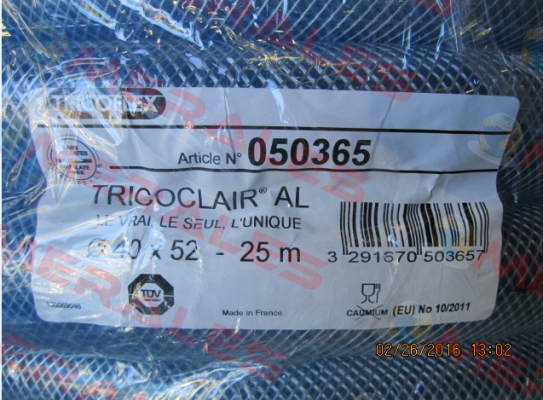 TRICOFLEX
Article N° 050365
TRICOCLAIR® AL
LE VRAI, LE SEUL, L'UNIQUE
Ø 40 x 52 - 25 m
3 291670 503657
TÜV
Made in France
CADMIUM (EU) No 10/2011
02/26/2016 13:02